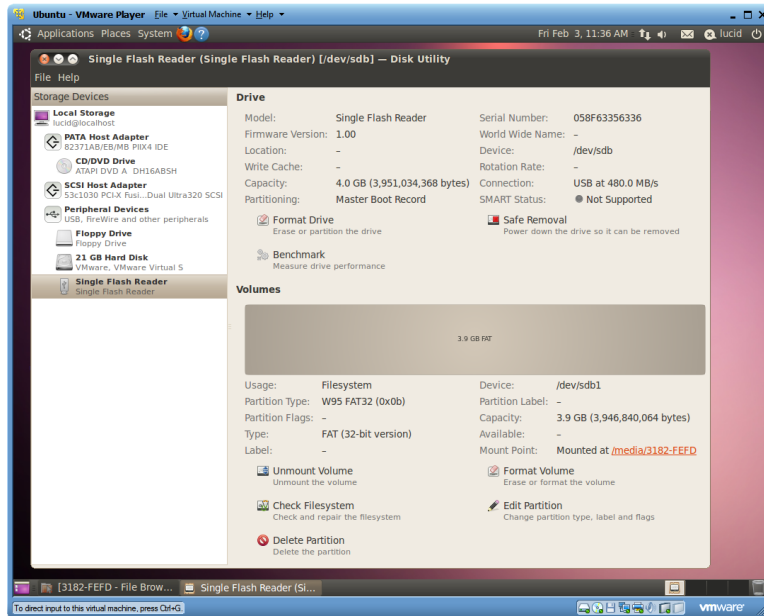 Ubuntu - VMware Player File Virtual Machine Help
Applications Places System Fri Feb 3, 11:36 AM lucid
Single Flash Reader (Single Flash Reader) [/dev/sdb] — Disk Utility
File Help
Storage Devices
Local Storage
lucid@localhost
PATA Host Adapter
82371AB/EB/MB PIIX4 IDE
CD/DVD Drive
ATAPI DVD A DH16ABSH
SCSI Host Adapter
53c1030 PCI-X Fusi...Dual Ultra320 SCSI
Peripheral Devices
USB, FireWire and other peripherals
Floppy Drive
Floppy Drive
21 GB Hard Disk
VMware, VMware Virtual S
Single Flash Reader
Single Flash Reader
Drive
Model: Single Flash Reader Serial Number: 058F63356336
Firmware Version: 1.00 World Wide Name: –
Location: – Device: /dev/sdb
Write Cache: – Rotation Rate: –
Capacity: 4.0 GB (3,951,034,368 bytes) Connection: USB at 480.0 MB/s
Partitioning: Master Boot Record SMART Status: Not Supported
Format Drive Safe Removal
Erase or partition the drive Power down the drive so it can be removed
Benchmark
Measure drive performance
Volumes
3.9 GB FAT
Usage: Filesystem Device: /dev/sdb1
Partition Type: W95 FAT32 (0x0b) Partition Label: –
Partition Flags: – Capacity: 3.9 GB (3,946,840,064 bytes)
Type: FAT (32-bit version) Available: –
Label: – Mount Point: Mounted at /media/3182-FEFD
Unmount Volume Format Volume
Unmount the volume Erase or format the volume
Check Filesystem Edit Partition
Check and repair the filesystem Change partition type, label and flags
Delete Partition
Delete the partition
[3182-FEFD - File Brow... Single Flash Reader (Si...
To direct input to this virtual machine, press Ctrl+G. vmware